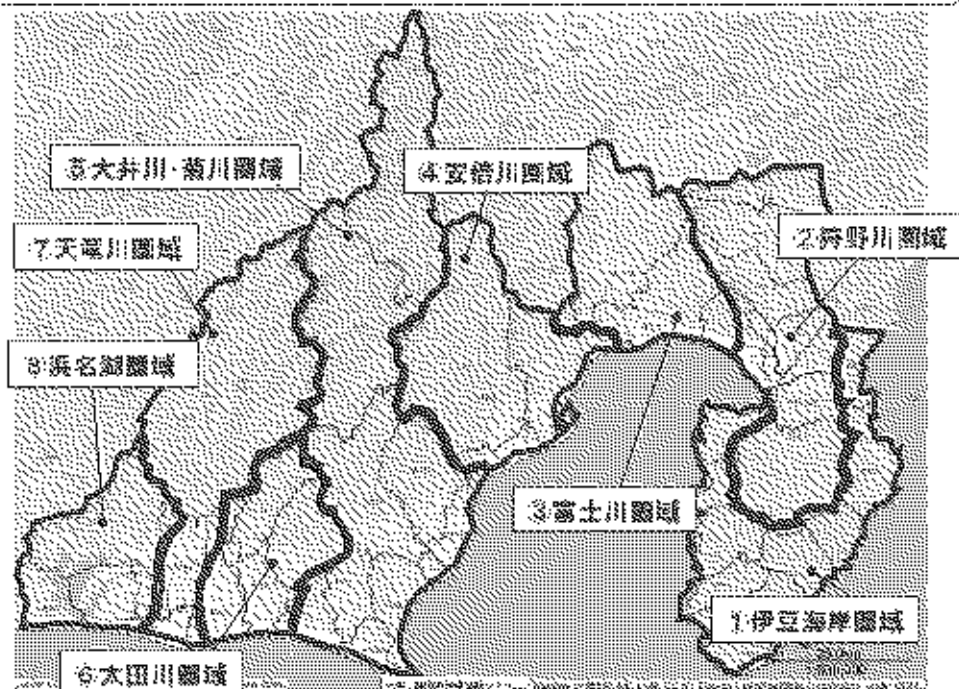 ⑤大井川・菊川圏域
④安倍川圏域
②狩野川圏域
⑦天竜川圏域
⑧浜名湖圏域
③富士川圏域
①伊豆海岸圏域
⑥太田川圏域